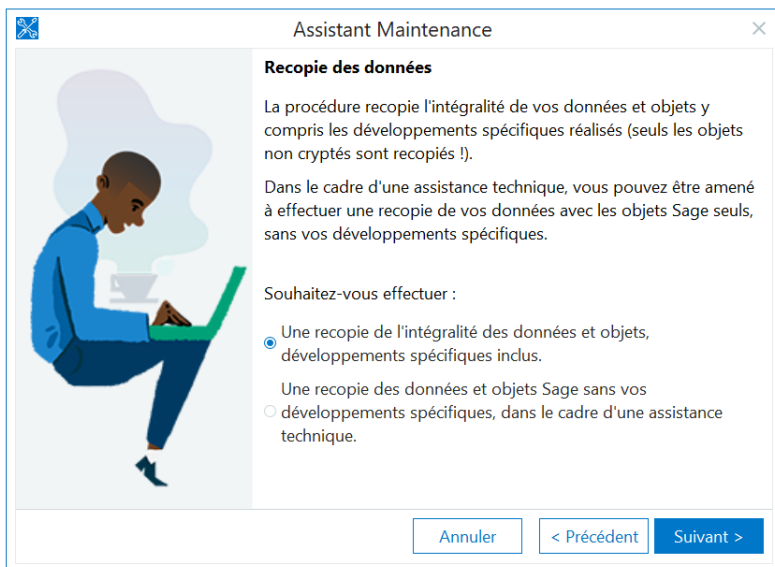 Assistant Maintenance
Recopie des données
La procédure recopie l'intégralité de vos données et objets y
compris les développements spécifiques réalisés (seuls les objets
non cryptés sont recopiés !).
Dans le cadre d'une assistance technique, vous pouvez être amené
à effectuer une recopie de vos données avec les objets Sage seuls,
sans vos développements spécifiques.
Souhaitez-vous effectuer :
Une recopie de l'intégralité des données et objets,
développements spécifiques inclus.
Une recopie des données et objets Sage sans vos
développements spécifiques, dans le cadre d'une assistance
technique.
Annuler
< Précédent
Suivant >